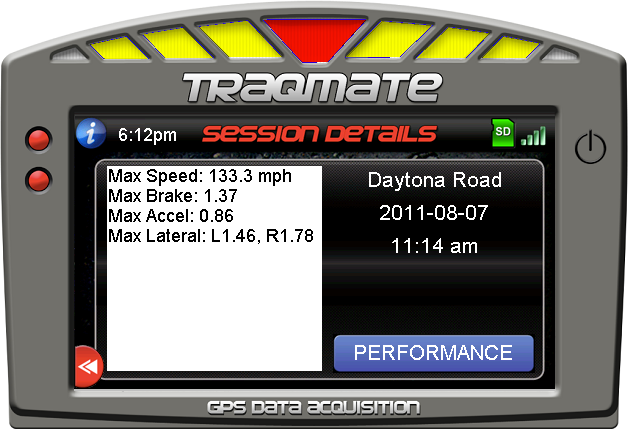 TRAQMATE
6:12pm SESSION DETAILS SD
Max Speed: 133.3 mph
Max Brake: 1.37
Max Accel: 0.86
Max Lateral: L1.46, R1.78
Daytona Road
2011-08-07
11:14 am
PERFORMANCE
GPS DATA ACQUISITION